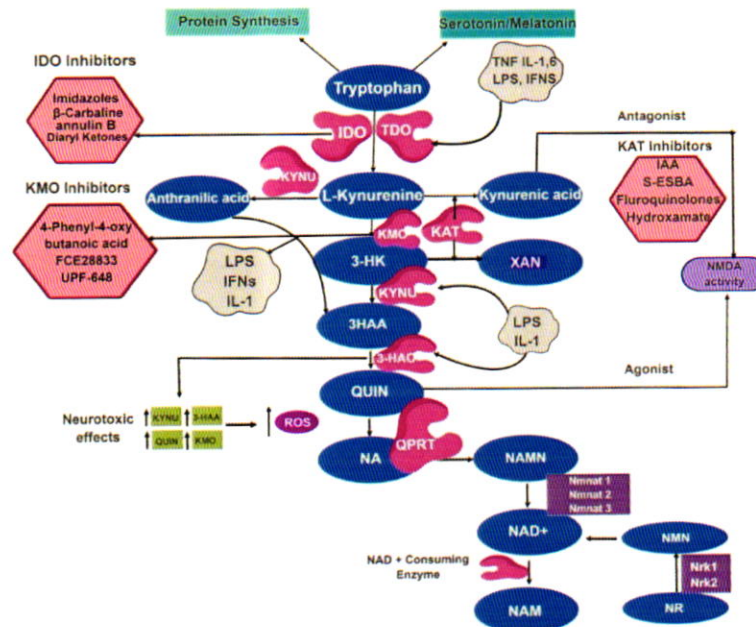 Protein Synthesis
Serotonin/Melatonin
IDO Inhibitors
TNF IL-1,6
LPS, IFNS
Tryptophan
Imidazoles
β-Carbaline
annulin B
Diaryl Ketones
IDO
TDO
Antagonist
KAT Inhibitors
KYNU
IAA
S-ESBA
Fluroquinolones
Hydroxamate
KMO Inhibitors
Anthranilic acid
L-Kynurenine
Kynurenic acid
4-Phenyl-4-oxy
butanoic acid
FCE28833
UPF-648
KMO
KAT
LPS
IFNs
IL-1
3-HK
XAN
NMDA
activity
KYNU
3HAA
LPS
IL-1
3-HAO
Agonist
QUIN
Neurotoxic
effects
KYNU
3-HAA
QUIN
KMO
ROS
QPRT
NA
NAMN
Nmnat 1
Nmnat 2
Nmnat 3
NAD+
NMN
NAD + Consuming
Enzyme
Nrk1
Nrk2
NAM
NR